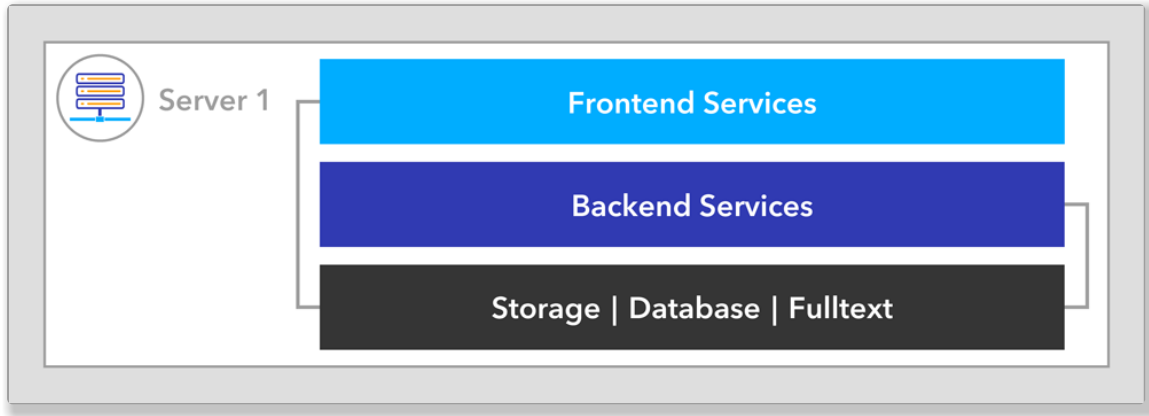 Server 1
Frontend Services
Backend Services
Storage | Database | Fulltext